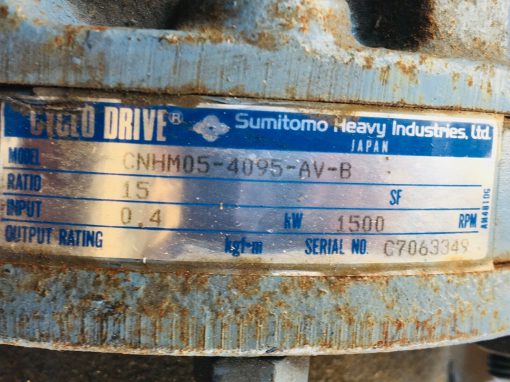 CYCLO DRIVE® Sumitomo Heavy Industries, Ltd.
JAPAN
MODEL CNHM05-4095-AV-B
RATIO 15 SF
INPUT 0.4 kW 1500 RPM
OUTPUT RATING kgf-m SERIAL NO. C7063349